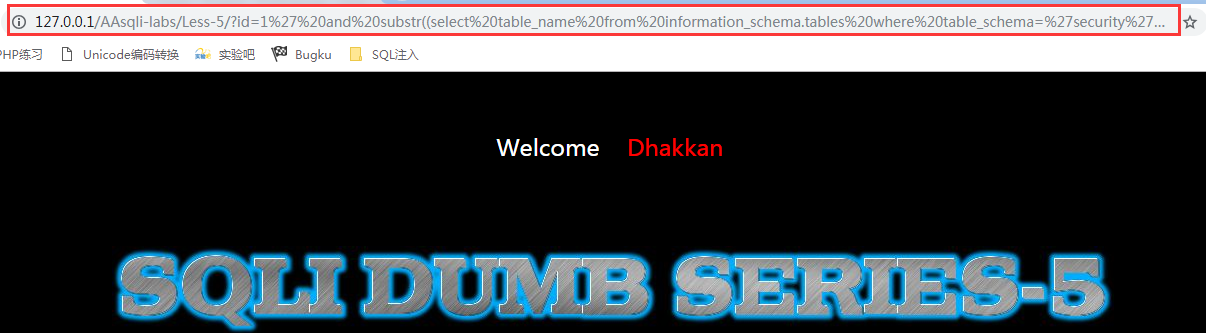 127.0.0.1/AAsqli-labs/Less-5/?id=1%27%20and%20substr((select%20table_name%20from%20information_schema.tables%20where%20table_schema=%27security%27...
PHP练习 Unicode编码转换 实验吧 Bugku SQL注入
Welcome Dhakkan
SQLI DUMB SERIES-5